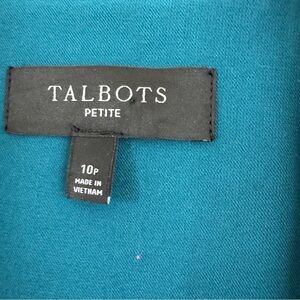 TALBOTS
PETITE
10P
MADE IN
VIETNAM